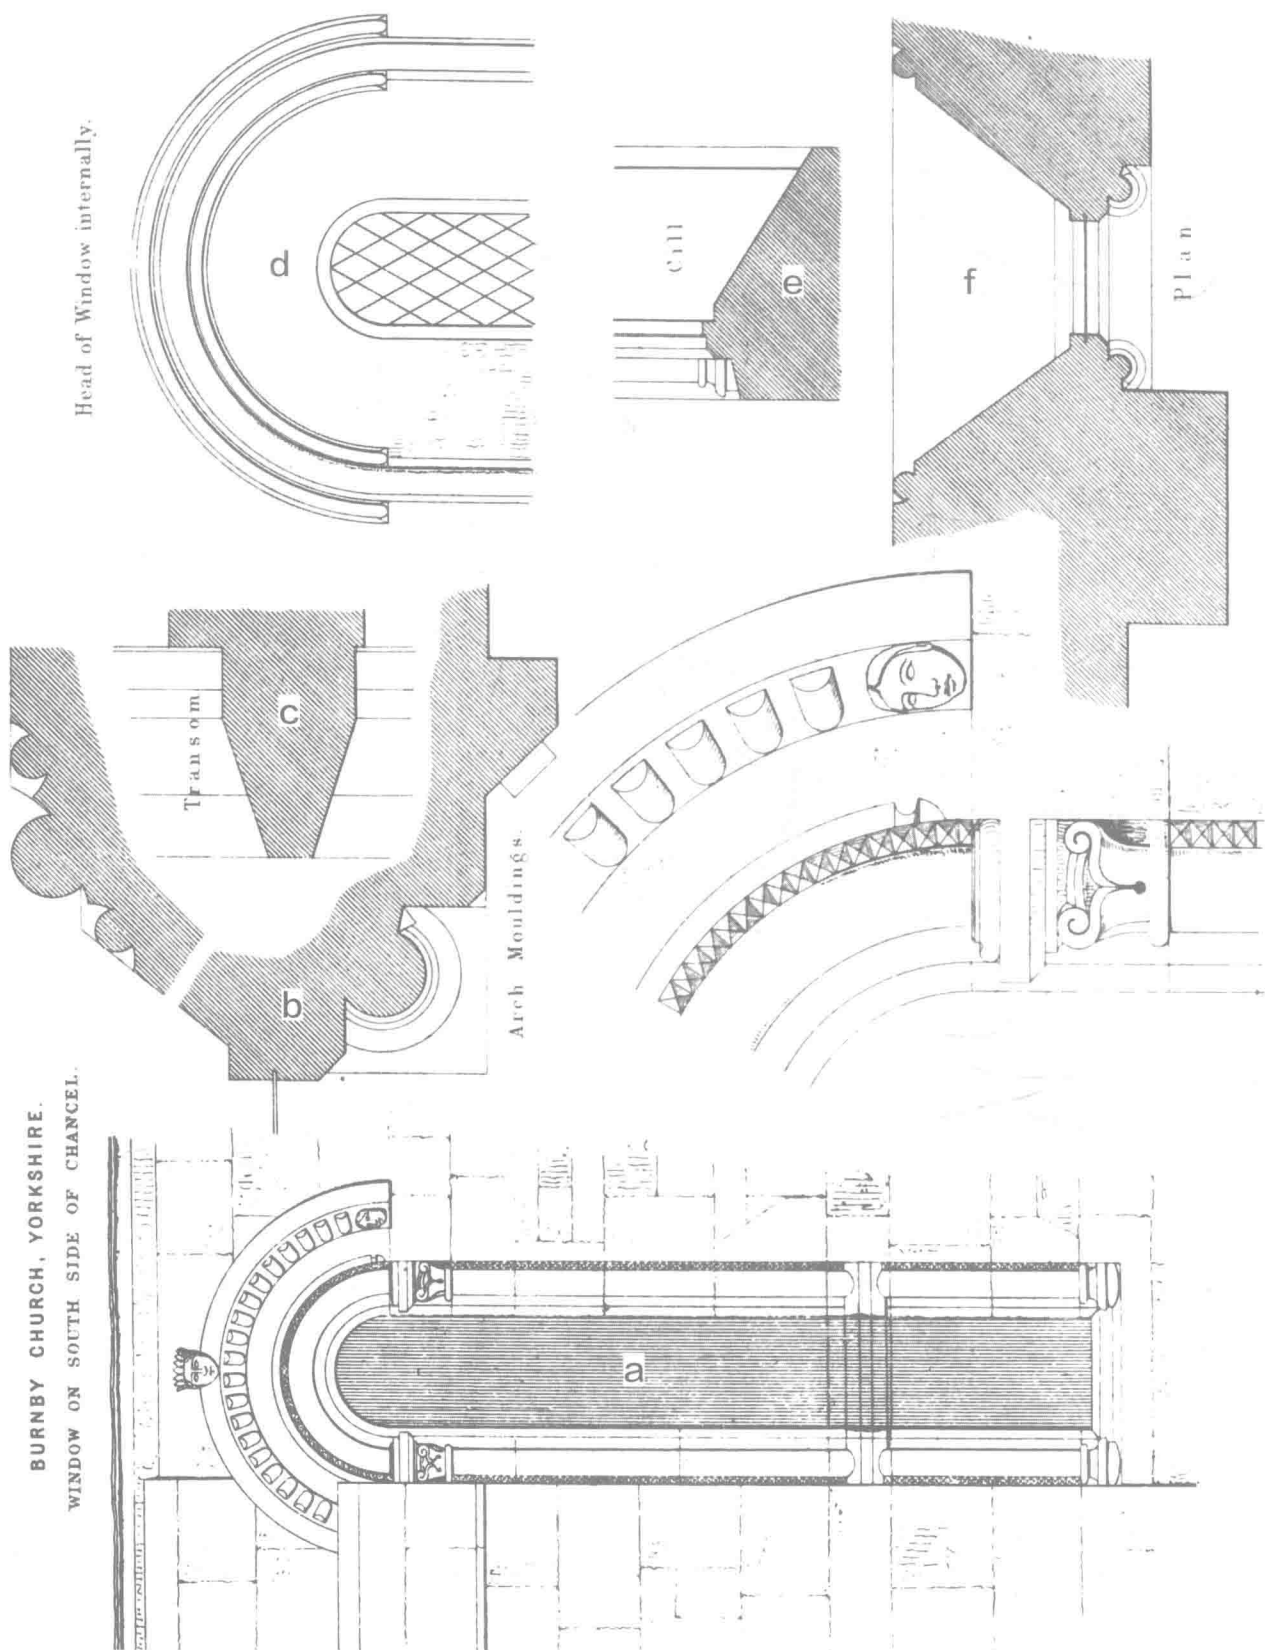 BURNBY CHURCH, YORKSHIRE.
WINDOW ON SOUTH SIDE OF CHANCEL.
Head of Window internally.
d
Transom
c
b
Arch Mouldings.
Cill
e
f
Plan
a